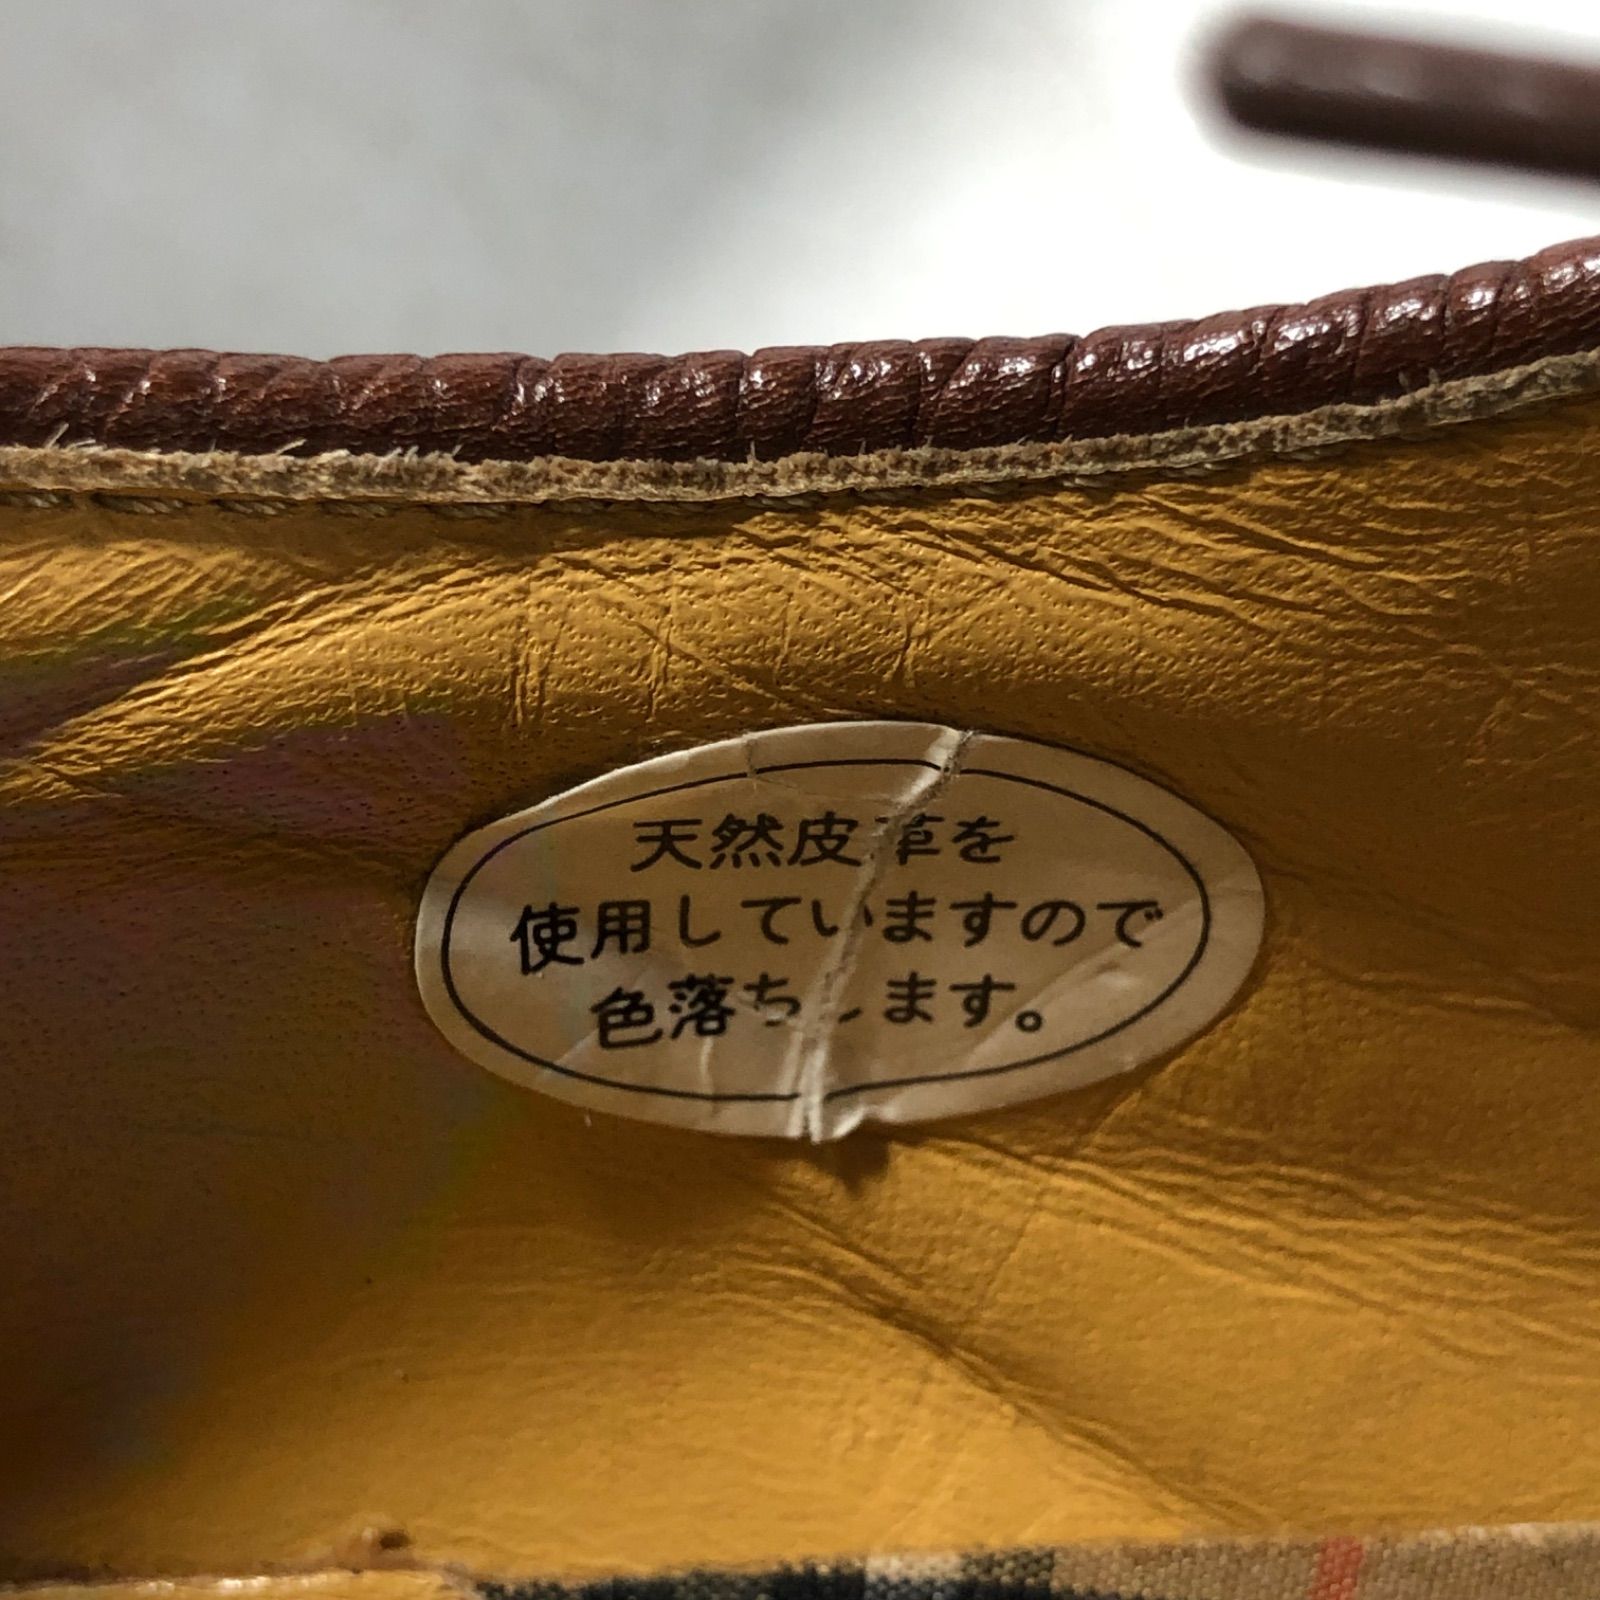 天然皮革を
使用していますので
色落ちします。